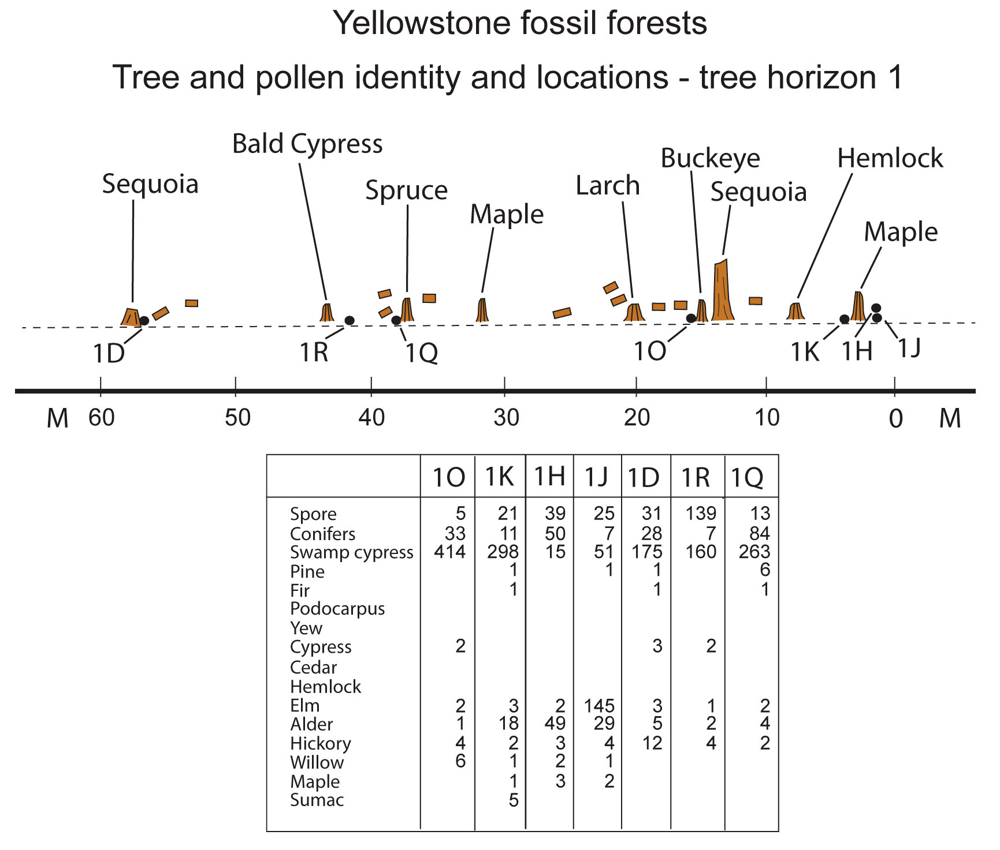 Yellowstone fossil forests
Tree and pollen identity and locations - tree horizon 1
Bald Cypress
Buckeye
Hemlock
Sequoia
Spruce
Larch
Sequoia
Maple
Maple
1D
1R
1Q
1O
1K
1H
1J
M 60 50 40 30 20 10 0 M
1O 1K 1H 1J 1D 1R 1Q
Spore 5 21 39 25 31 139 13
Conifers 33 11 50 7 28 7 84
Swamp cypress 414 298 15 51 175 160 263
Pine 1 1 1 6
Fir 1 1 1
Podocarpus
Yew
Cypress 2 3 2
Cedar
Hemlock
Elm 2 3 2 145 3 1 2
Alder 1 18 49 29 5 2 4
Hickory 4 2 3 4 12 4 2
Willow 6 1 2 1
Maple 1 3 2
Sumac 5